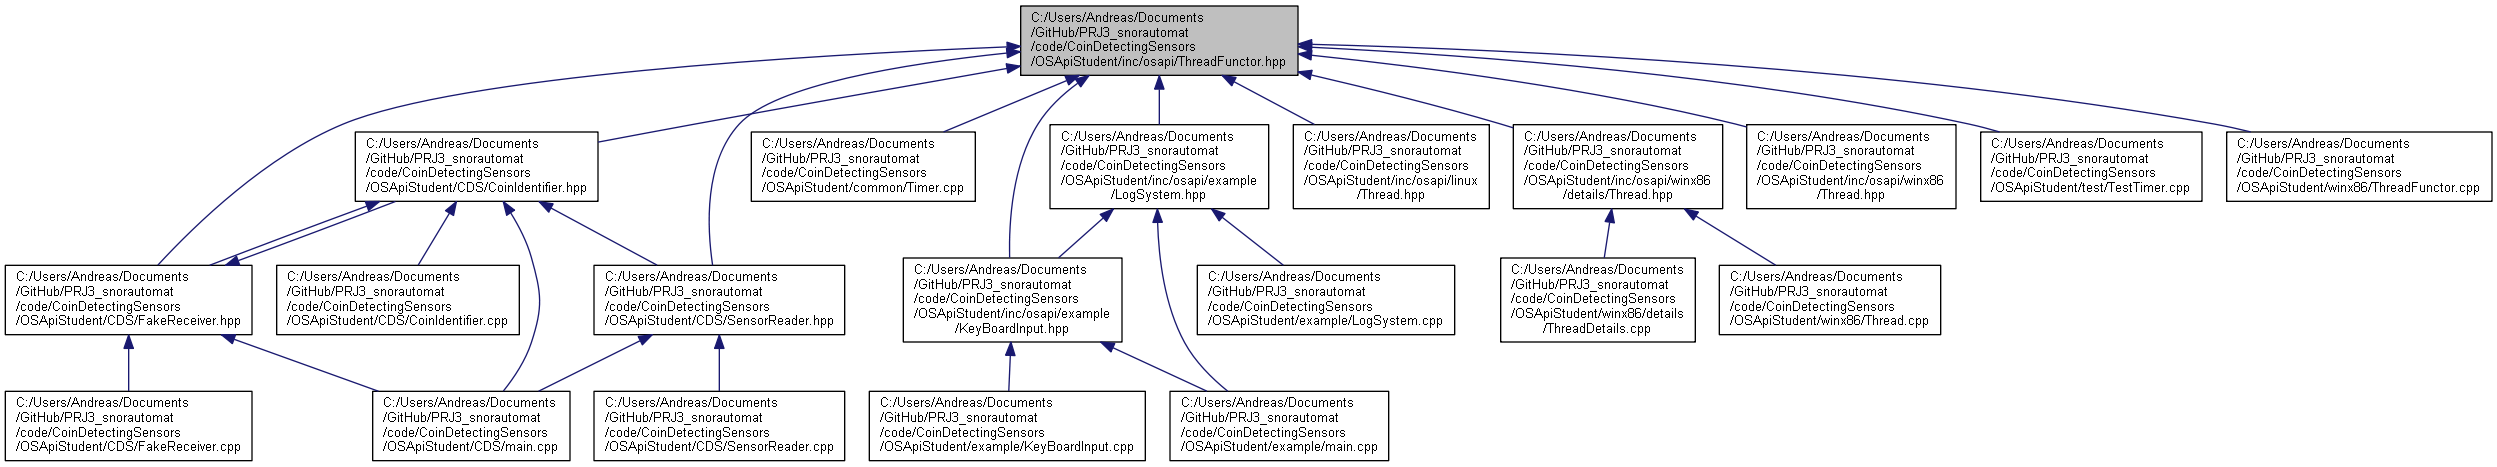 C:/Users/Andreas/Documents
/GitHub/PRJ3_snorautomat
/code/CoinDetectingSensors
/OSApiStudent/inc/osapi/ThreadFunctor.hpp
C:/Users/Andreas/Documents
/GitHub/PRJ3_snorautomat
/code/CoinDetectingSensors
/OSApiStudent/CDS/CoinIdentifier.hpp
C:/Users/Andreas/Documents
/GitHub/PRJ3_snorautomat
/code/CoinDetectingSensors
/OSApiStudent/common/Timer.cpp
C:/Users/Andreas/Documents
/GitHub/PRJ3_snorautomat
/code/CoinDetectingSensors
/OSApiStudent/inc/osapi/example
/LogSystem.hpp
C:/Users/Andreas/Documents
/GitHub/PRJ3_snorautomat
/code/CoinDetectingSensors
/OSApiStudent/inc/osapi/linux
/Thread.hpp
C:/Users/Andreas/Documents
/GitHub/PRJ3_snorautomat
/code/CoinDetectingSensors
/OSApiStudent/inc/osapi/winx86
/details/Thread.hpp
C:/Users/Andreas/Documents
/GitHub/PRJ3_snorautomat
/code/CoinDetectingSensors
/OSApiStudent/inc/osapi/winx86
/Thread.hpp
C:/Users/Andreas/Documents
/GitHub/PRJ3_snorautomat
/code/CoinDetectingSensors
/OSApiStudent/test/TestTimer.cpp
C:/Users/Andreas/Documents
/GitHub/PRJ3_snorautomat
/code/CoinDetectingSensors
/OSApiStudent/winx86/ThreadFunctor.cpp
C:/Users/Andreas/Documents
/GitHub/PRJ3_snorautomat
/code/CoinDetectingSensors
/OSApiStudent/CDS/FakeReceiver.hpp
C:/Users/Andreas/Documents
/GitHub/PRJ3_snorautomat
/code/CoinDetectingSensors
/OSApiStudent/CDS/CoinIdentifier.cpp
C:/Users/Andreas/Documents
/GitHub/PRJ3_snorautomat
/code/CoinDetectingSensors
/OSApiStudent/CDS/SensorReader.hpp
C:/Users/Andreas/Documents
/GitHub/PRJ3_snorautomat
/code/CoinDetectingSensors
/OSApiStudent/inc/osapi/example
/KeyBoardInput.hpp
C:/Users/Andreas/Documents
/GitHub/PRJ3_snorautomat
/code/CoinDetectingSensors
/OSApiStudent/example/LogSystem.cpp
C:/Users/Andreas/Documents
/GitHub/PRJ3_snorautomat
/code/CoinDetectingSensors
/OSApiStudent/winx86/details
/ThreadDetails.cpp
C:/Users/Andreas/Documents
/GitHub/PRJ3_snorautomat
/code/CoinDetectingSensors
/OSApiStudent/winx86/Thread.cpp
C:/Users/Andreas/Documents
/GitHub/PRJ3_snorautomat
/code/CoinDetectingSensors
/OSApiStudent/CDS/FakeReceiver.cpp
C:/Users/Andreas/Documents
/GitHub/PRJ3_snorautomat
/code/CoinDetectingSensors
/OSApiStudent/CDS/main.cpp
C:/Users/Andreas/Documents
/GitHub/PRJ3_snorautomat
/code/CoinDetectingSensors
/OSApiStudent/CDS/SensorReader.cpp
C:/Users/Andreas/Documents
/GitHub/PRJ3_snorautomat
/code/CoinDetectingSensors
/OSApiStudent/example/KeyBoardInput.cpp
C:/Users/Andreas/Documents
/GitHub/PRJ3_snorautomat
/code/CoinDetectingSensors
/OSApiStudent/example/main.cpp